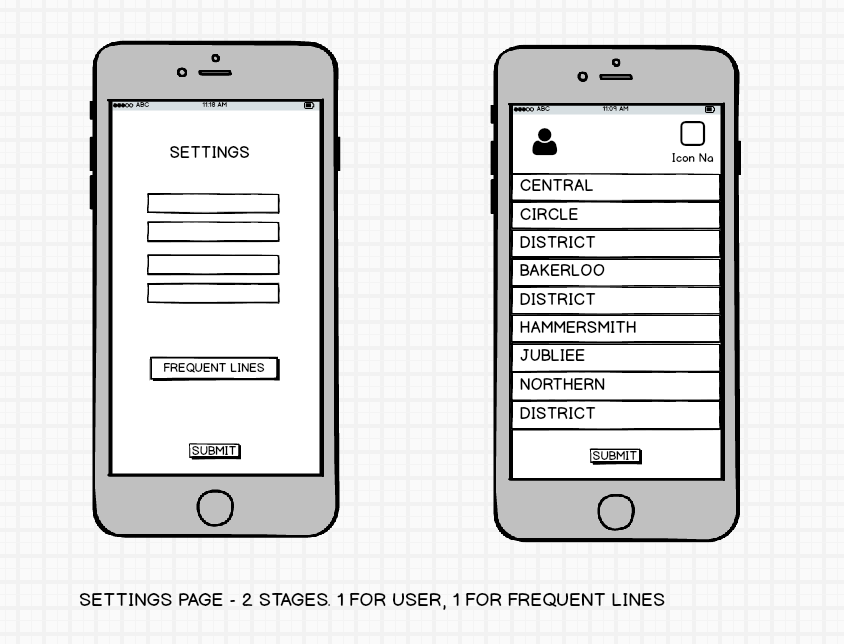 ABC 11:18 AM
SETTINGS
FREQUENT LINES
SUBMIT
ABC 11:09 AM
Icon Na
CENTRAL
CIRCLE
DISTRICT
BAKERLOO
DISTRICT
HAMMERSMITH
JUBLIEE
NORTHERN
DISTRICT
SUBMIT
SETTINGS PAGE - 2 STAGES. 1 FOR USER, 1 FOR FREQUENT LINES